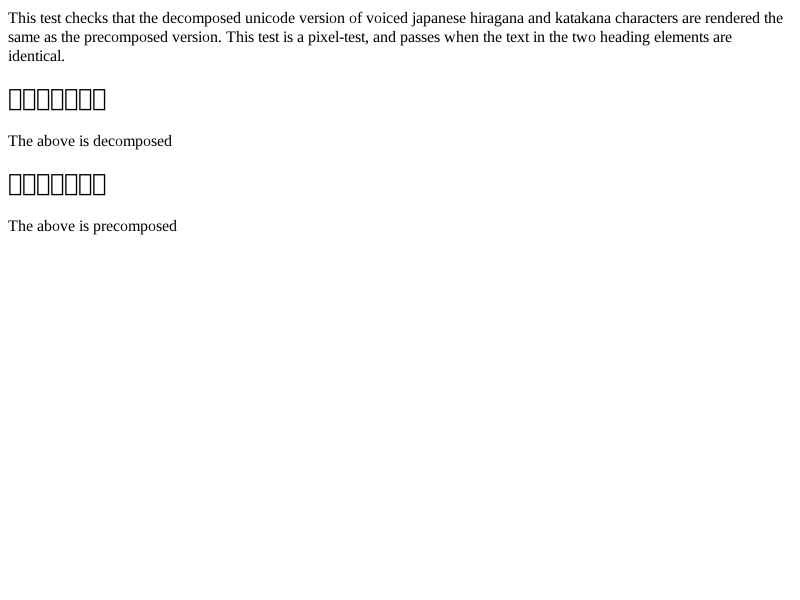 This test checks that the decomposed unicode version of voiced japanese hiragana and katakana characters are rendered the
same as the precomposed version. This test is a pixel-test, and passes when the text in the two heading elements are
identical.
The above is decomposed
The above is precomposed